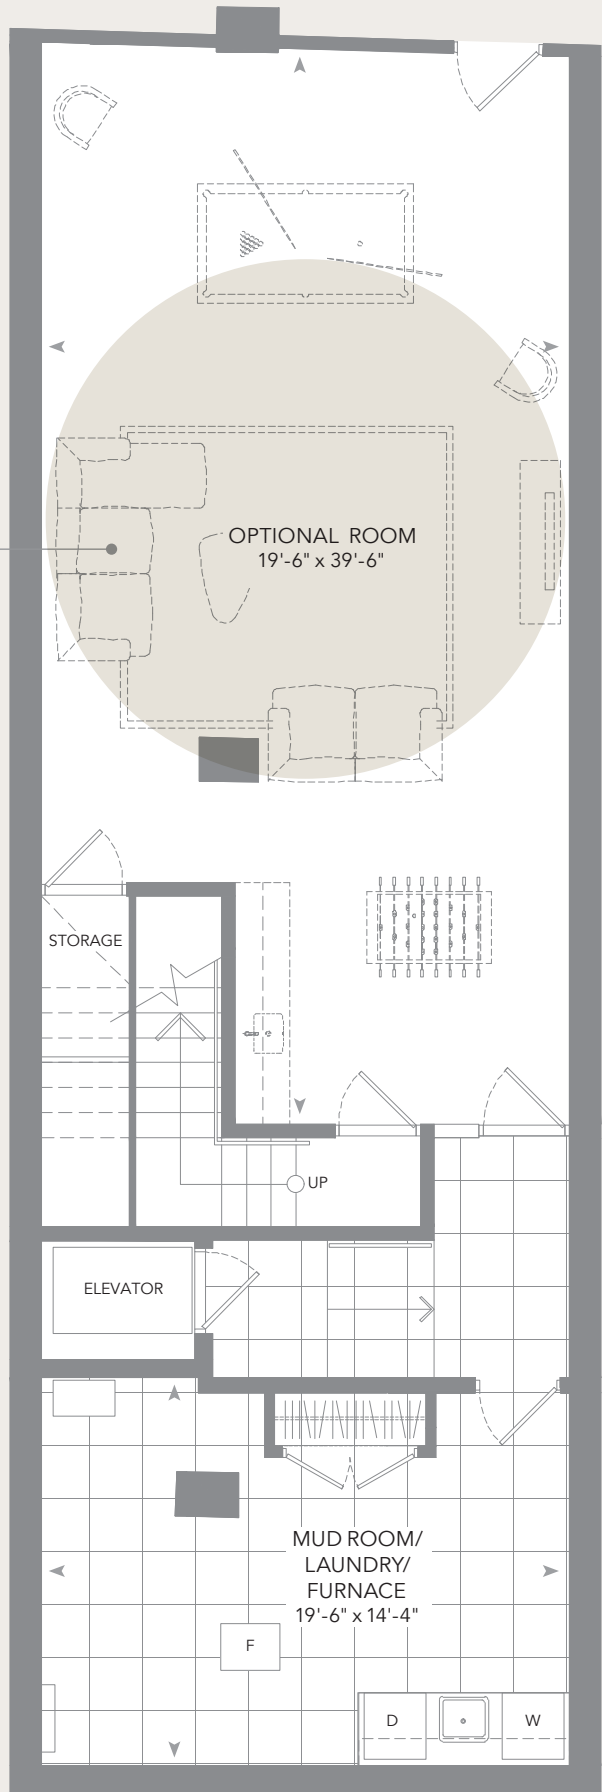 OPTIONAL ROOM
19'-6" x 39'-6"
STORAGE
UP
ELEVATOR
MUD ROOM/
LAUNDRY/
FURNACE
19'-6" x 14'-4"
F
D
W